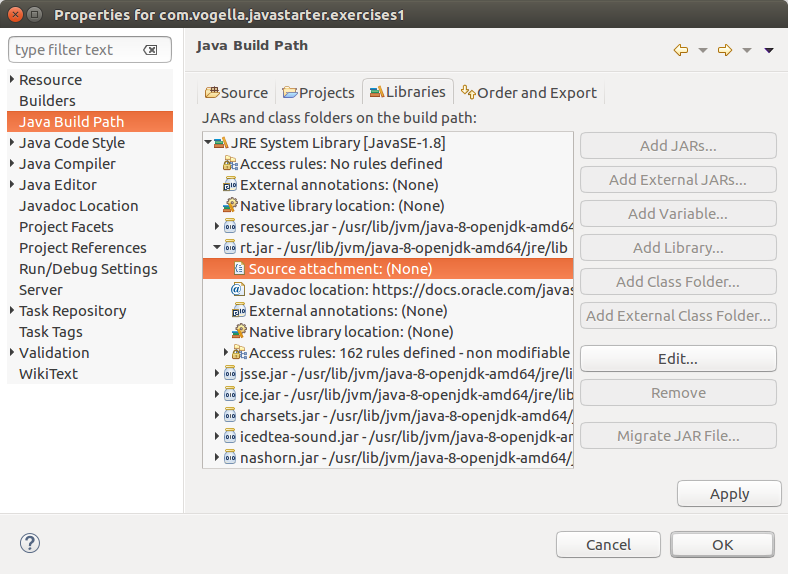 Properties for com.vogella.javastarter.exercises1
type filter text
Resource
Builders
Java Build Path
Java Code Style
Java Compiler
Java Editor
Javadoc Location
Project Facets
Project References
Run/Debug Settings
Server
Task Repository
Task Tags
Validation
WikiText
Java Build Path
Source
Projects
Libraries
Order and Export
JARs and class folders on the build path:
JRE System Library [JavaSE-1.8]
Access rules: No rules defined
External annotations: (None)
Native library location: (None)
resources.jar - /usr/lib/jvm/java-8-openjdk-amd64
rt.jar - /usr/lib/jvm/java-8-openjdk-amd64/jre/lib
Source attachment: (None)
Javadoc location: https://docs.oracle.com/javas
External annotations: (None)
Native library location: (None)
Access rules: 162 rules defined - non modifiable
jsse.jar - /usr/lib/jvm/java-8-openjdk-amd64/jre/li
jce.jar - /usr/lib/jvm/java-8-openjdk-amd64/jre/lib
charsets.jar - /usr/lib/jvm/java-8-openjdk-amd64/
icedtea-sound.jar - /usr/lib/jvm/java-8-openjdk-am
nashorn.jar - /usr/lib/jvm/java-8-openjdk-amd64/j
Add JARs...
Add External JARs...
Add Variable...
Add Library...
Add Class Folder...
Add External Class Folder...
Edit...
Remove
Migrate JAR File...
Apply
Cancel
OK